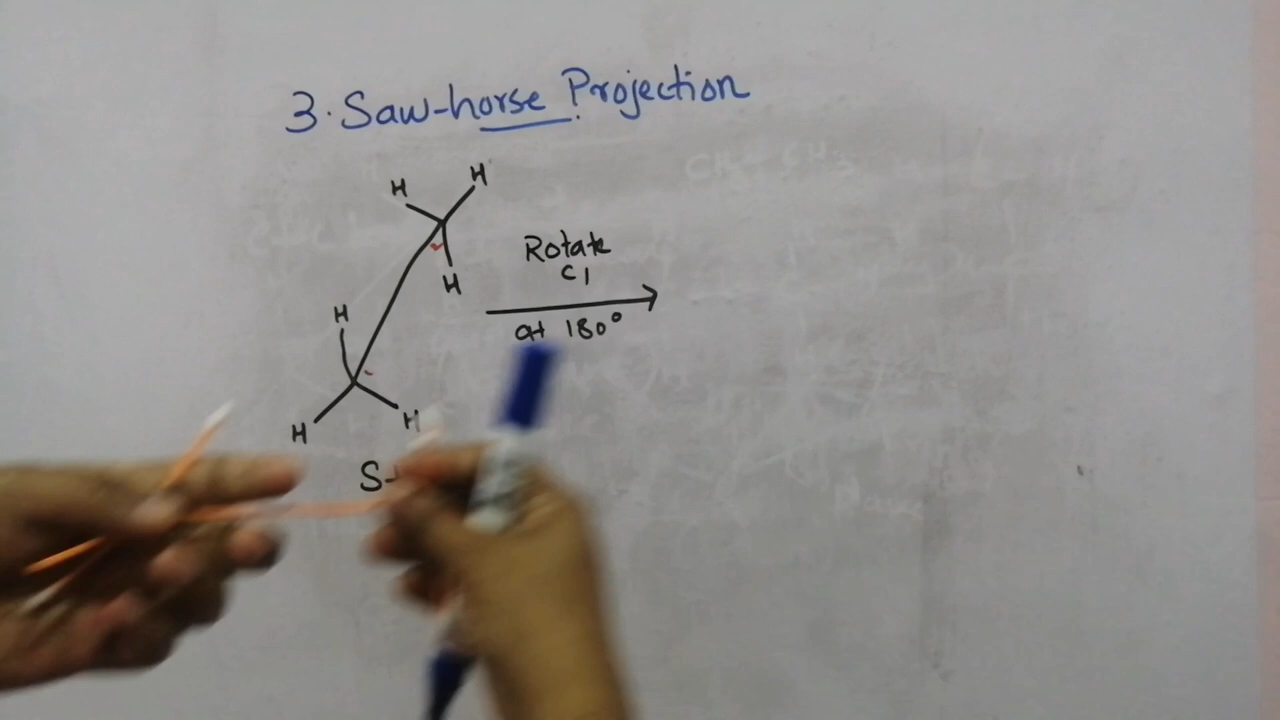 3. Saw-horse Projection
H H
H
H
H H
Rotate
C1
at 180°
S-